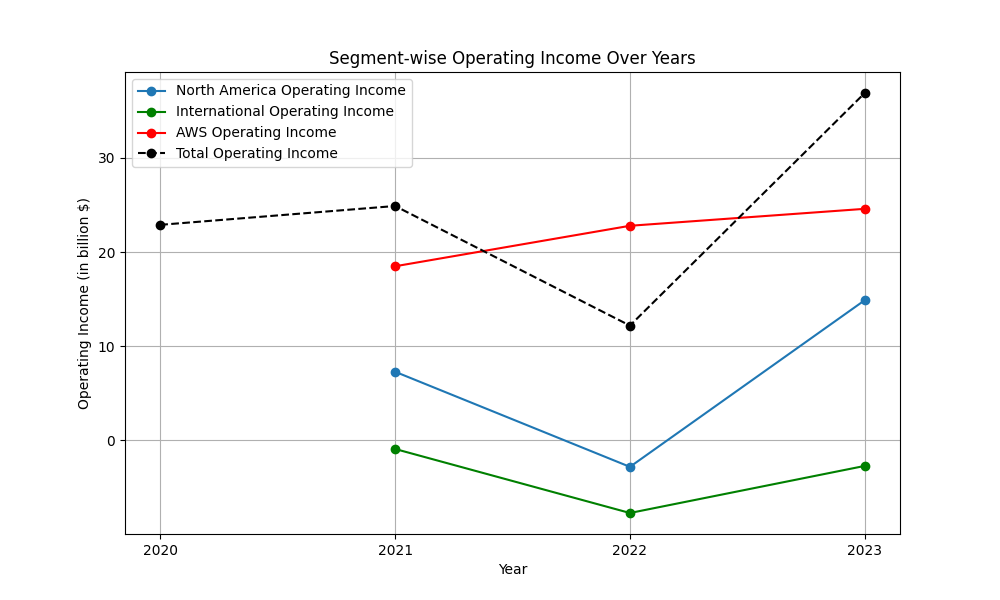 Segment-wise Operating Income Over Years
North America Operating Income
International Operating Income
AWS Operating Income
Total Operating Income
Operating Income (in billion $)
30
20
10
0
2020
2021
2022
2023
Year